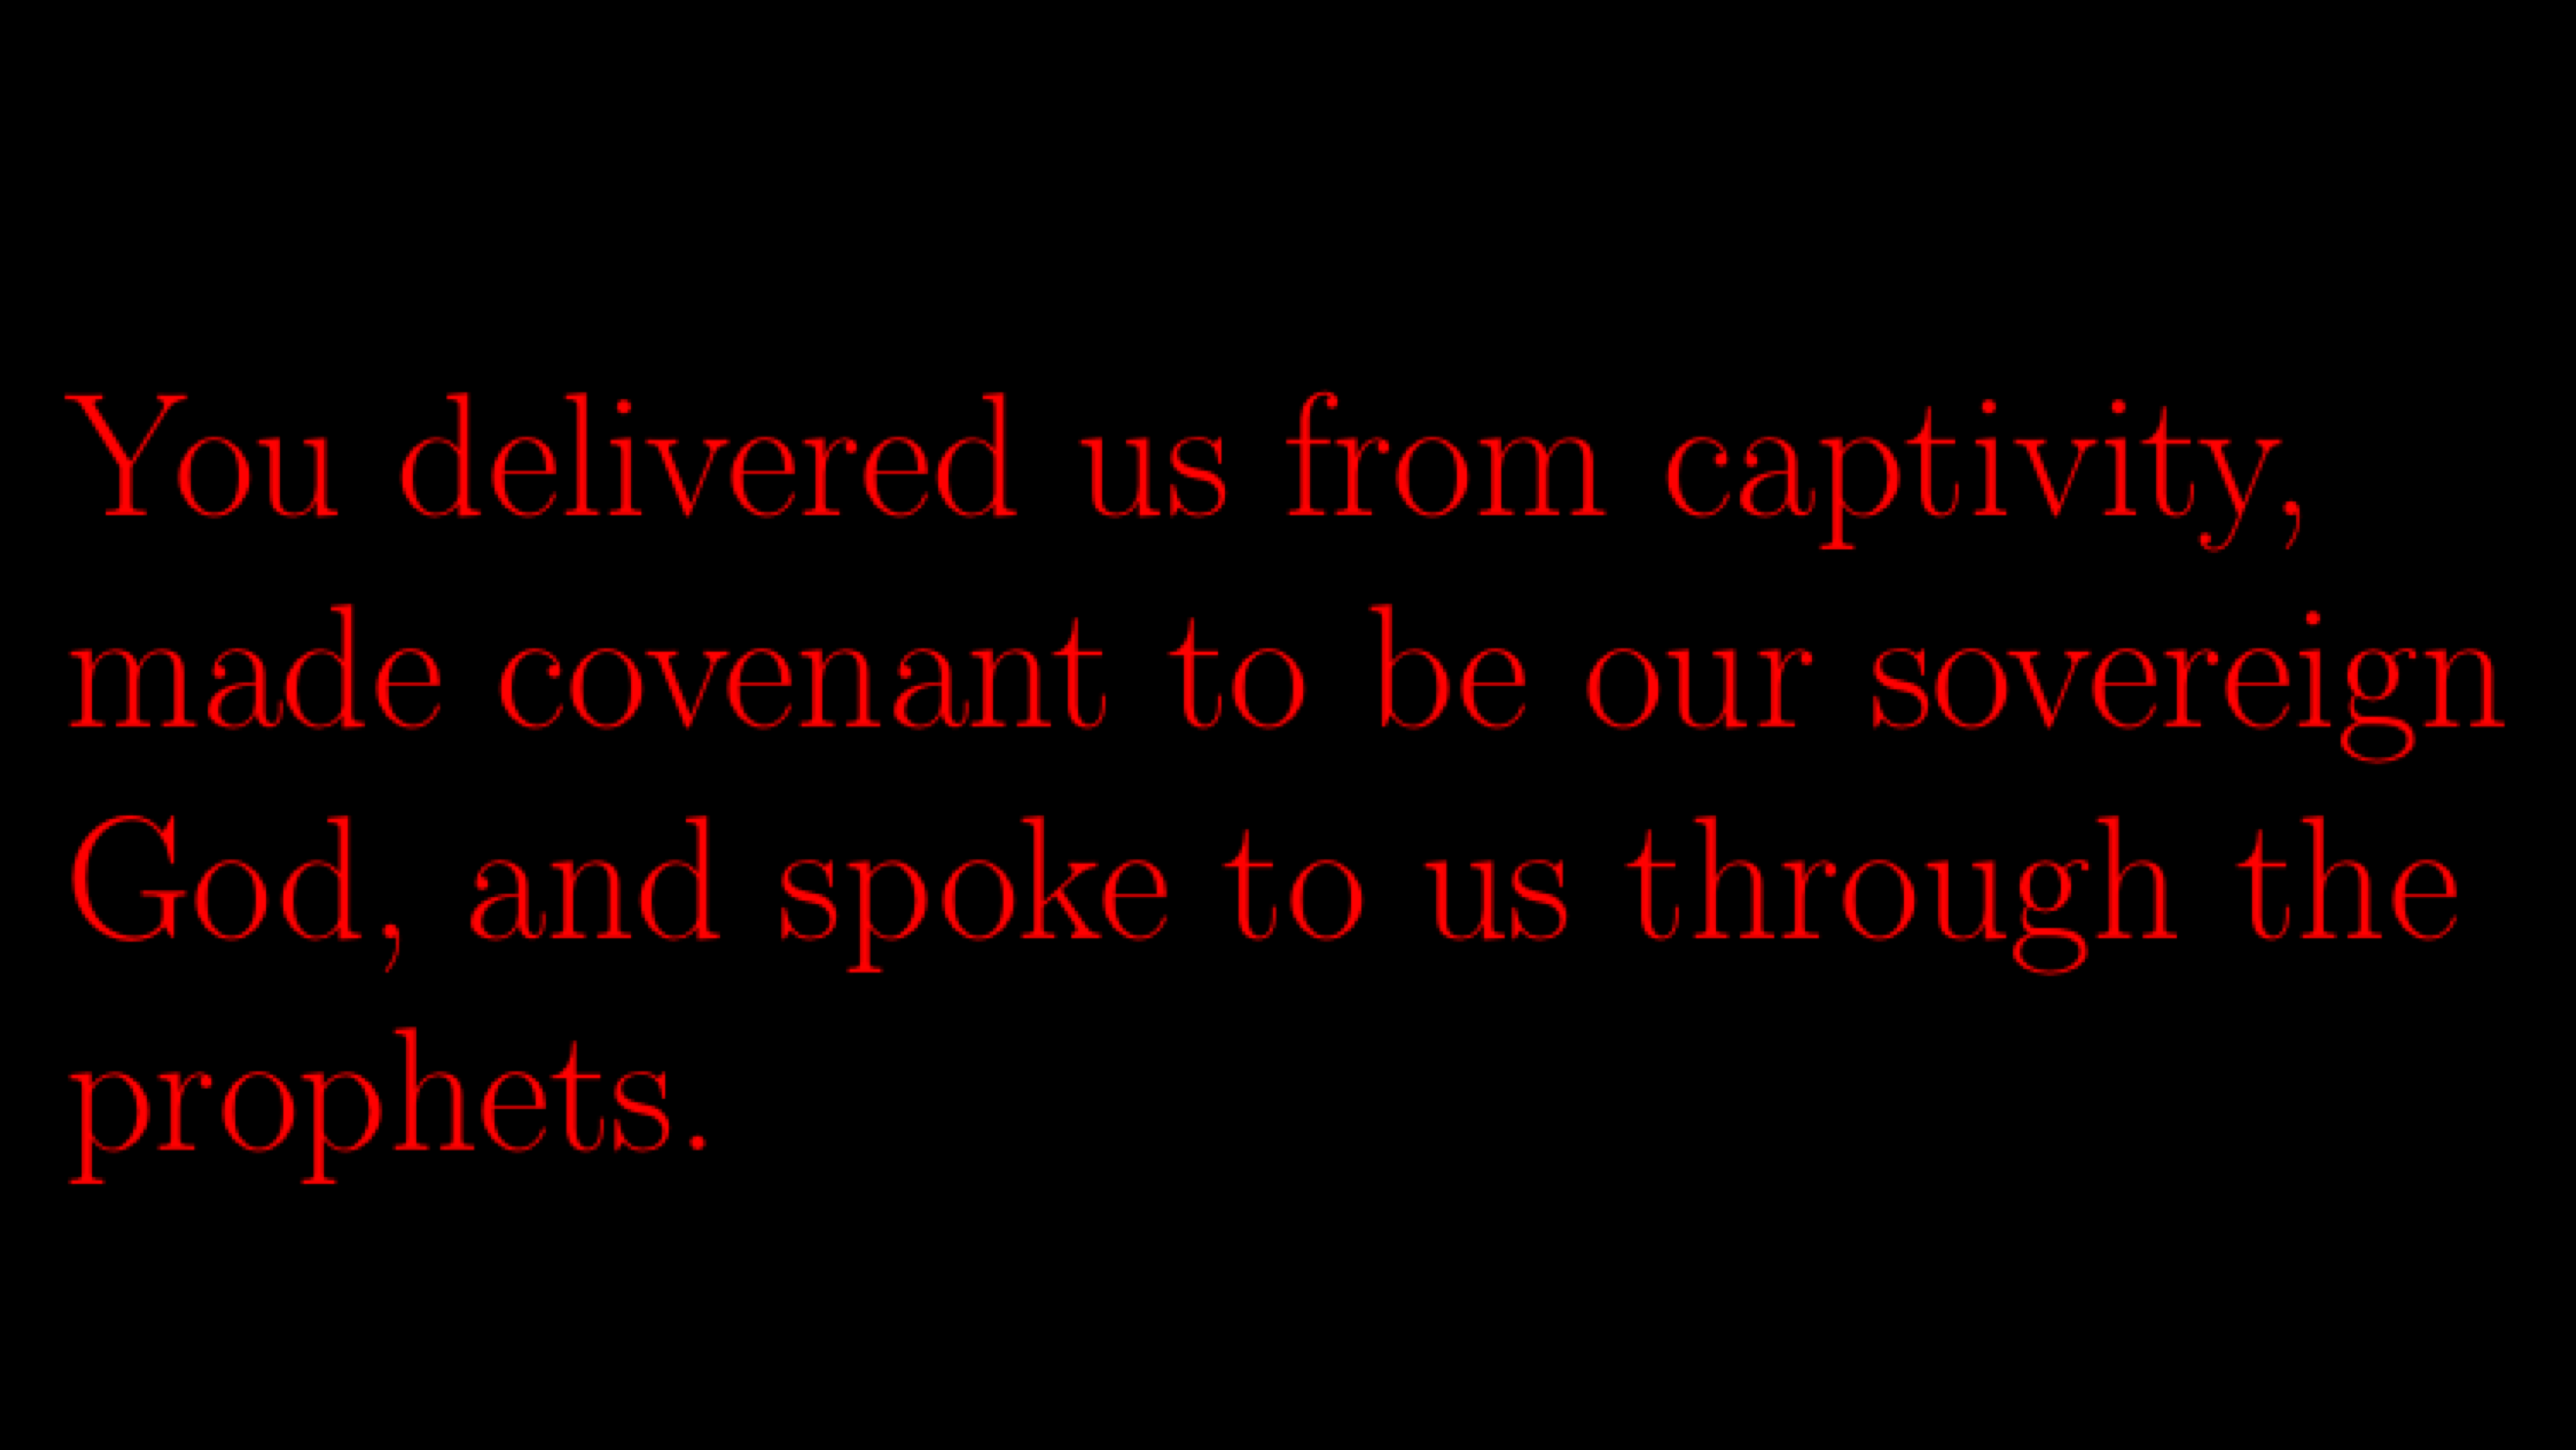 You delivered us from captivity,
made covenant to be our sovereign
God, and spoke to us through the
prophets.